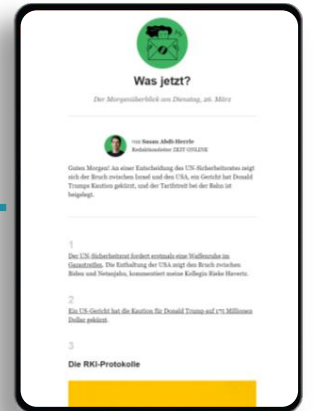 Was jetzt?
Der Morgenüberblick am Dienstag, 26. März
von Susan Abdi-Herrle
Redaktionsleiter ZEIT ONLINE
Guten Morgen! An einer Entscheidung des UN-Sicherheitsrates zeigt
sich der Bruch zwischen Israel und den USA, ein Gericht hat Donald
Trumps Kaution gekürzt, und der Tarifstreit bei der Bahn ist
beigelegt.
1
Der UN-Sicherheitsrat fordert erstmals eine Waffenruhe im
Gazastreifen. Die Enthaltung der USA zeigt den Bruch zwischen
Biden und Netanjahu, kommentiert meine Kollegin Rieke Havertz.
2
Ein US-Gericht hat die Kaution für Donald Trump auf 175 Millionen
Dollar gekürzt.
3
Die RKI-Protokolle